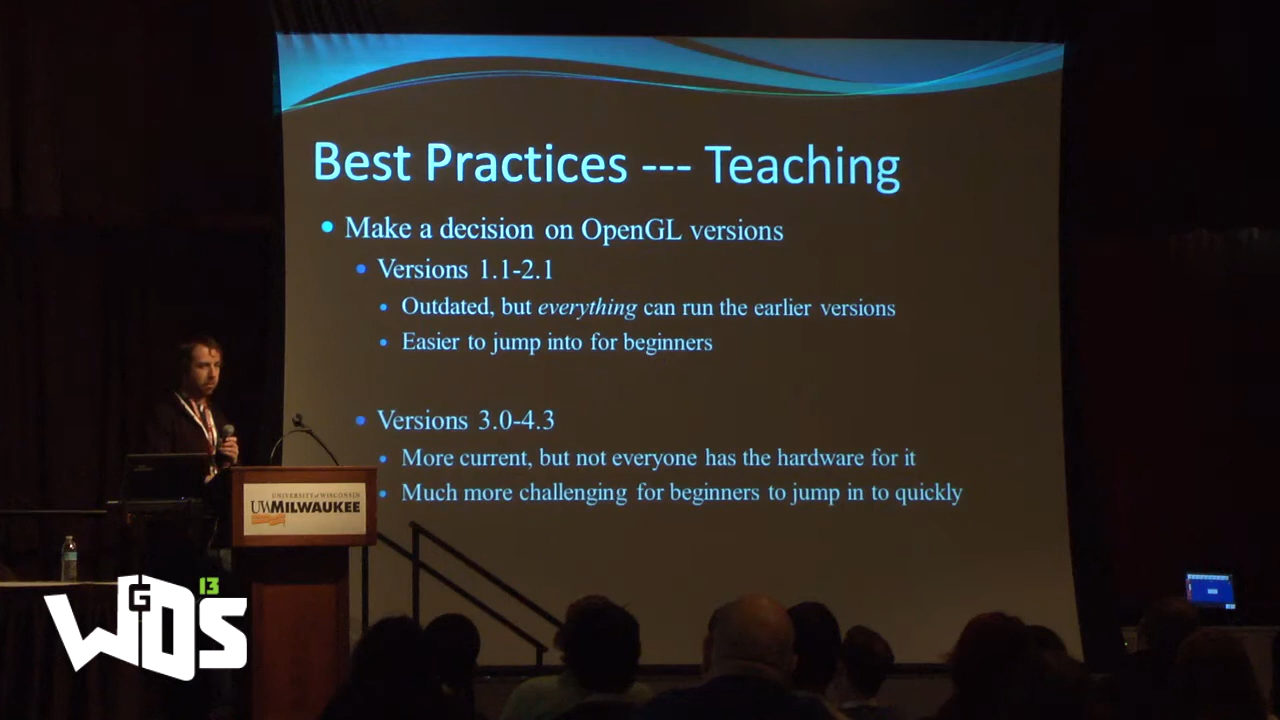 Best Practices --- Teaching
• Make a decision on OpenGL versions
• Versions 1.1-2.1
• Outdated, but everything can run the earlier versions
• Easier to jump into for beginners
• Versions 3.0-4.3
• More current, but not everyone has the hardware for it
• Much more challenging for beginners to jump in to quickly
UNIVERSITY of WISCONSIN
UWMILWAUKEE
WGDS 13